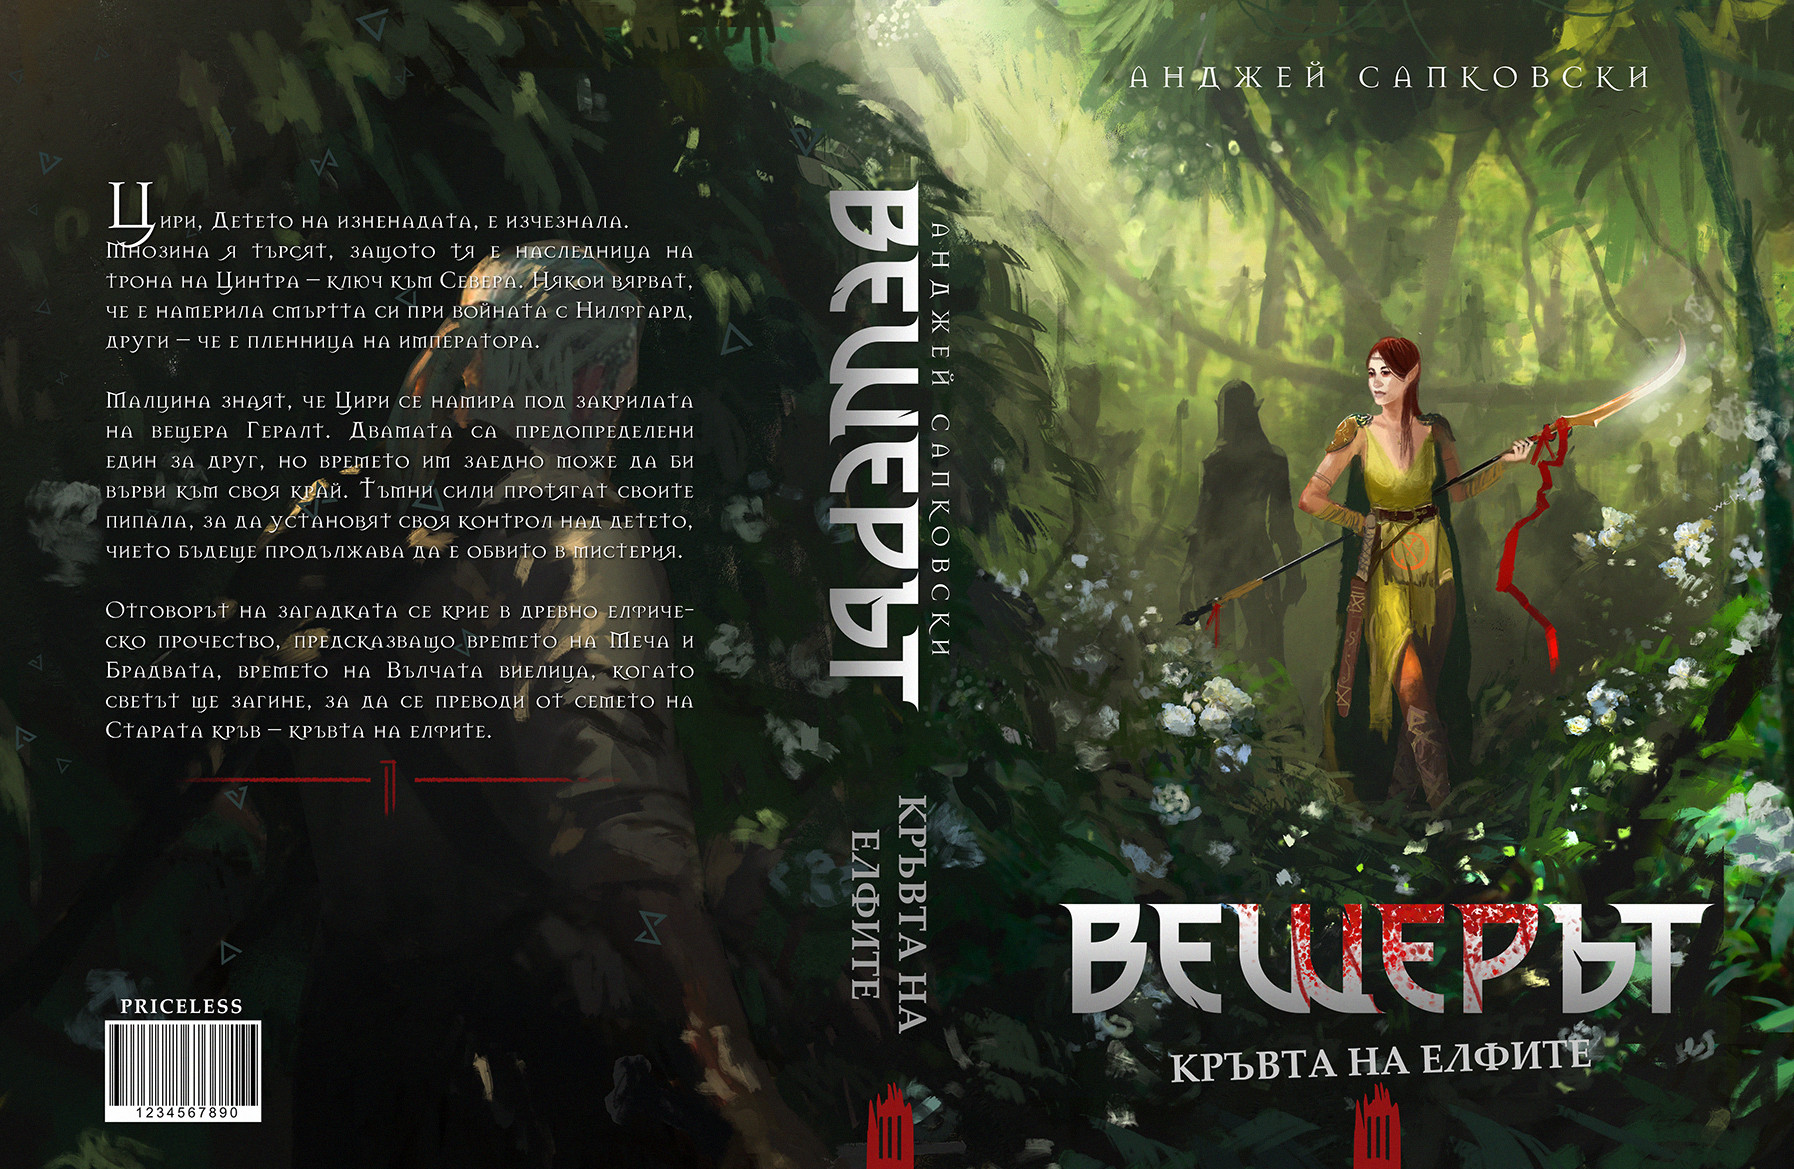 Цири, Детето на изненадата, е изчезнала.
Мнозина я търсят, защото тя е наследница на
трона на Цинтра – ключ към Севера. Някои вярват,
че е намерила смъртта си при войната с Нилфгард,
други – че е пленница на императора.
Малцина знаят, че Цири се намира под закрилата
на вещера Гералт. Двамата са предопределени
един за друг, но времето им заедно може да би
върви към своя край. Тъмни сили протягат своите
пипала, за да установят своя контрол над детето,
чието бъдеще продължава да е обвито в мистерия.
Отговорът на загадката се крие в древно елфиче-
ско прочество, предсказващо времето на Меча и
Брадвата, времето на Вълчата виелица, когато
светът ще загине, за да се преводи от семето на
Старата кръв – кръвта на елфите.
PRICELESS
1234567890
ВЕЩЕРЪТ
АНДЖЕЙ САПКОВСКИ
КРЪВТА НА
ЕЛФИТЕ
III
АНДЖЕЙ САПКОВСКИ
ВЕЩЕРЪТ
КРЪВТА НА ЕЛФИТЕ
III